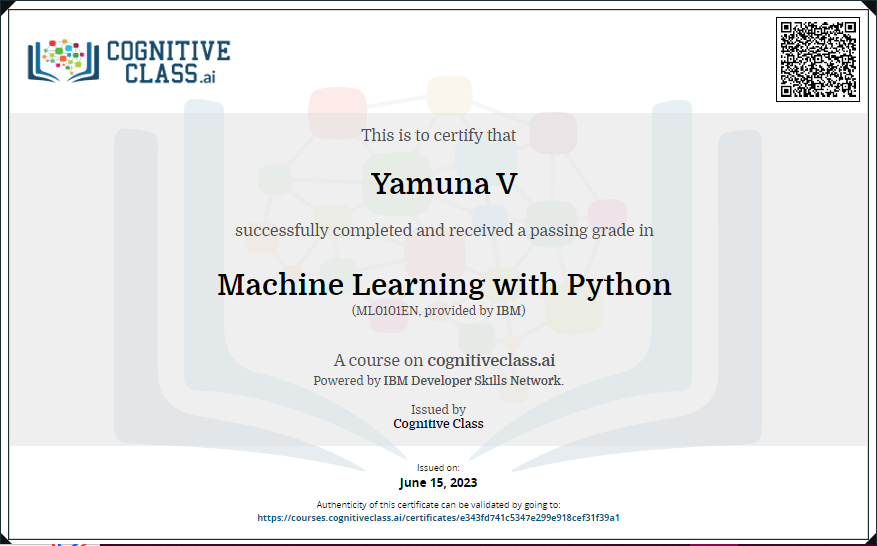 COGNITIVE
CLASS.ai
This is to certify that
Yamuna V
successfully completed and received a passing grade in
Machine Learning with Python
(ML0101EN, provided by IBM)
A course on cognitiveclass.ai
Powered by IBM Developer Skills Network.
Issued by
Cognitive Class
Issued on:
June 15, 2023
Authenticity of this certificate can be validated by going to:
https://courses.cognitiveclass.ai/certificates/e343fd741c5347e299e918cef31f39a1